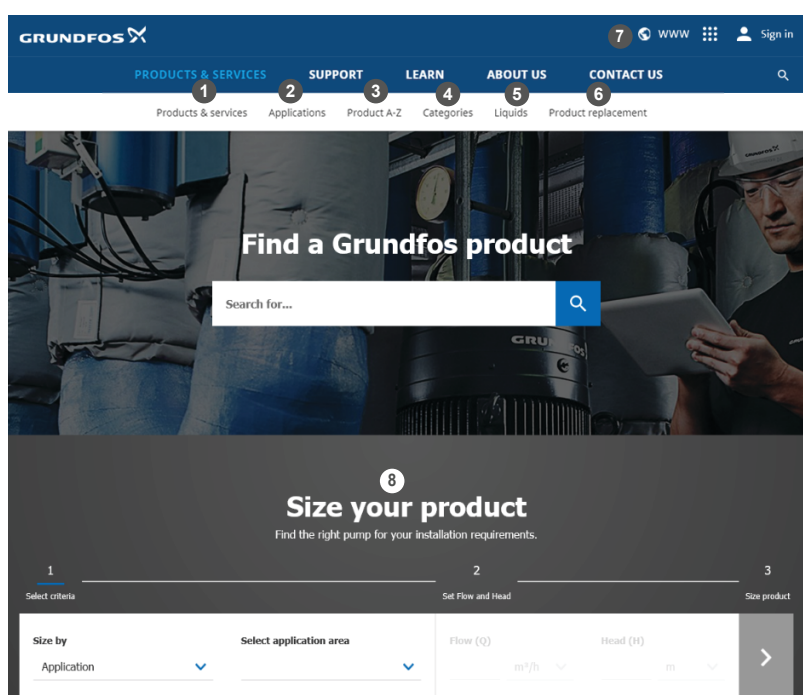 GRUNDFOS
7 WWW Sign in
PRODUCTS & SERVICES SUPPORT LEARN ABOUT US CONTACT US
1 2 3 4 5 6
Products & services Applications Product A-Z Categories Liquids Product replacement
Find a Grundfos product
Search for...
8
Size your product
Find the right pump for your installation requirements.
1 2 3
Select criteria Set Flow and Head Size product
Size by Select application area Flow (Q) Head (H)
Application m³/h m